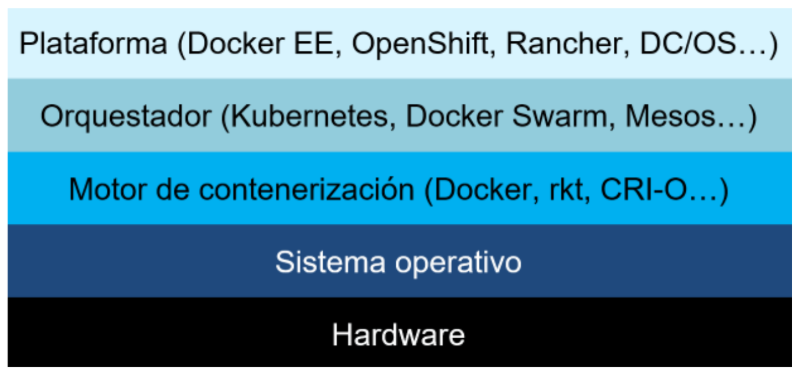 Plataforma (Docker EE, OpenShift, Rancher, DC/OS…)
Orquestador (Kubernetes, Docker Swarm, Mesos…)
Motor de contenerización (Docker, rkt, CRI-O…)
Sistema operativo
Hardware